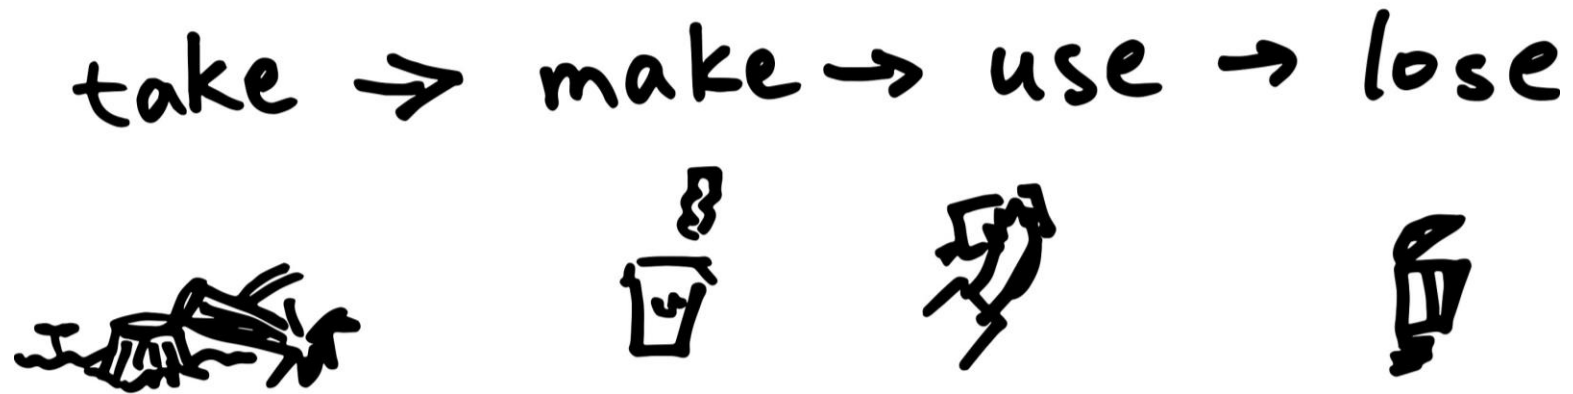 take → make → use → lose